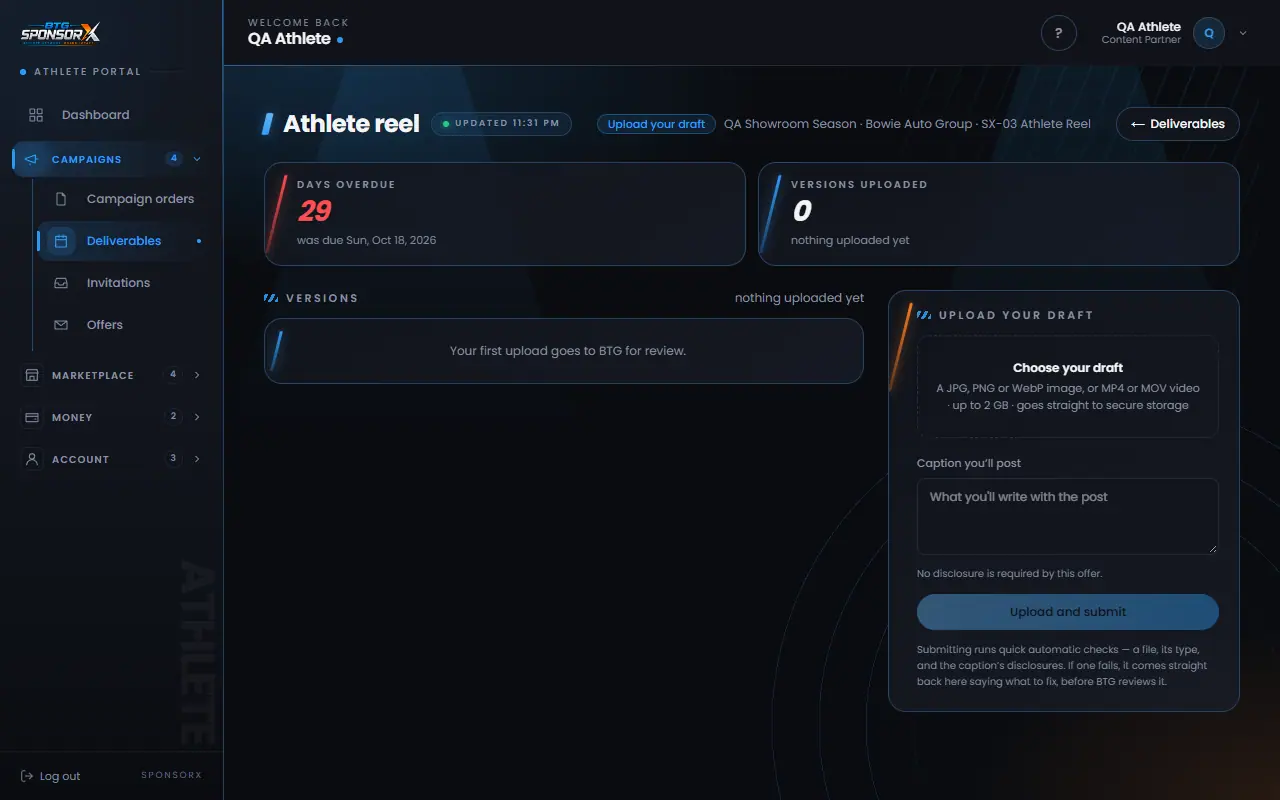 BTG
SPONSORX
ATHLETE PORTAL
Dashboard
CAMPAIGNS 4
Campaign orders
Deliverables
Invitations
Offers
MARKETPLACE 4
MONEY 2
ACCOUNT 3
ATHLETE
Log out
SPONSORX
WELCOME BACK
QA Athlete
?
QA Athlete
Content Partner
Q
Athlete reel
UPDATED 11:31 PM
Upload your draft
QA Showroom Season · Bowie Auto Group · SX-03 Athlete Reel
← Deliverables
DAYS OVERDUE
29
was due Sun, Oct 18, 2026
VERSIONS UPLOADED
0
nothing uploaded yet
VERSIONS
nothing uploaded yet
Your first upload goes to BTG for review.
UPLOAD YOUR DRAFT
Choose your draft
A JPG, PNG or WebP image, or MP4 or MOV video
· up to 2 GB · goes straight to secure storage
Caption you’ll post
What you'll write with the post
No disclosure is required by this offer.
Upload and submit
Submitting runs quick automatic checks — a file, its type,
and the caption’s disclosures. If one fails, it comes straight
back here saying what to fix, before BTG reviews it.